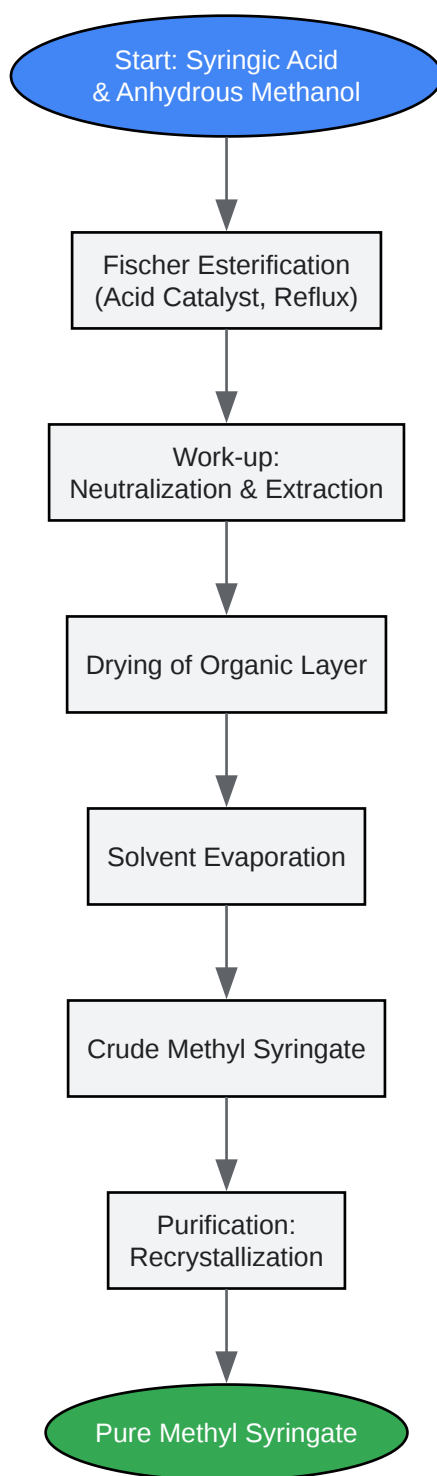 Start: Syringic Acid
& Anhydrous Methanol
Fischer Esterification
(Acid Catalyst, Reflux)
Work-up:
Neutralization & Extraction
Drying of Organic Layer
Solvent Evaporation
Crude Methyl Syringate
Purification:
Recrystallization
Pure Methyl Syringate